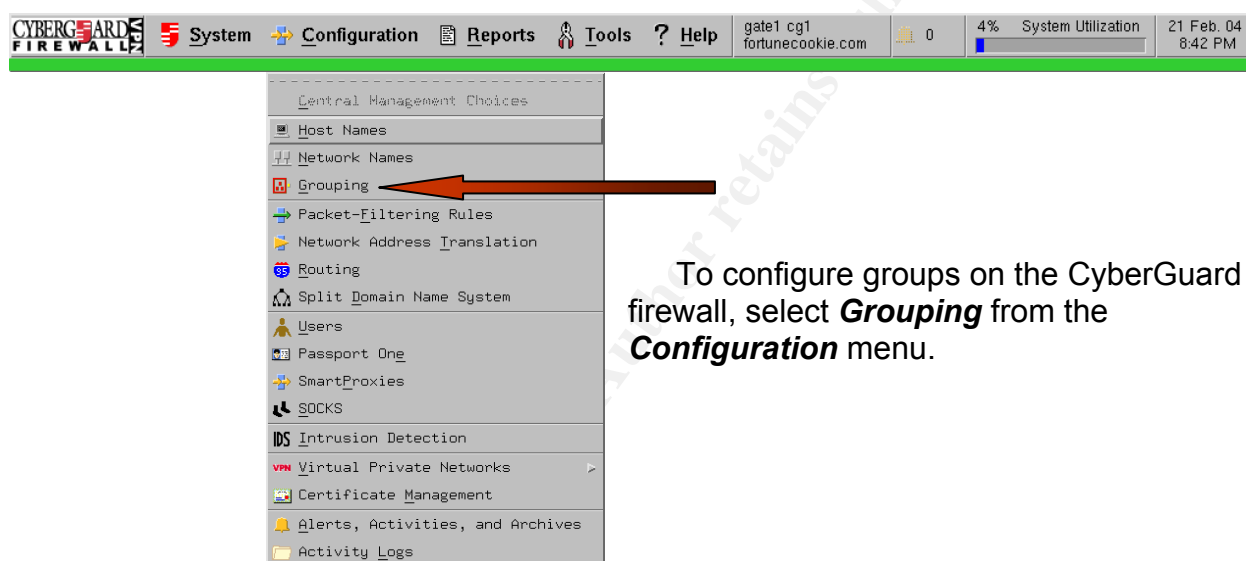 CYBERGUARD
FIREWALL VPN
System Configuration Reports Tools ? Help
gate1 cg1
fortunecookie.com
0
4% System Utilization
21 Feb. 04
8:42 PM
Central Management Choices
Host Names
Network Names
Grouping
Packet-Filtering Rules
Network Address Translation
95 Routing
Split Domain Name System
Users
Passport One
SmartProxies
SOCKS
IDS Intrusion Detection
VPN Virtual Private Networks
Certificate Management
Alerts, Activities, and Archives
Activity Logs
To configure groups on the CyberGuard
firewall, select Grouping from the
Configuration menu.
Author retains